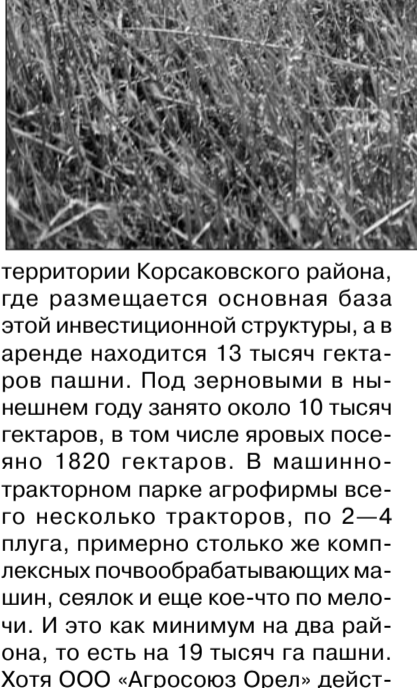 территории Корсаковского района,
где размещается основная база
этой инвестиционной структуры, а в
аренде находится 13 тысяч гекта-
ров пашни. Под зерновыми в ны-
нешнем году занято около 10 тысяч
гектаров, в том числе яровых посе-
яно 1820 гектаров. В машинно-
тракторном парке агрофирмы все-
го несколько тракторов, по 2—4
плуга, примерно столько же комп-
лексных почвообрабатывающих ма-
шин, сеялок и еще кое-что по мело-
чи. И это как минимум на два рай-
она, то есть на 19 тысяч га пашни.
Хотя ООО «Агросоюз Орел» дейст-